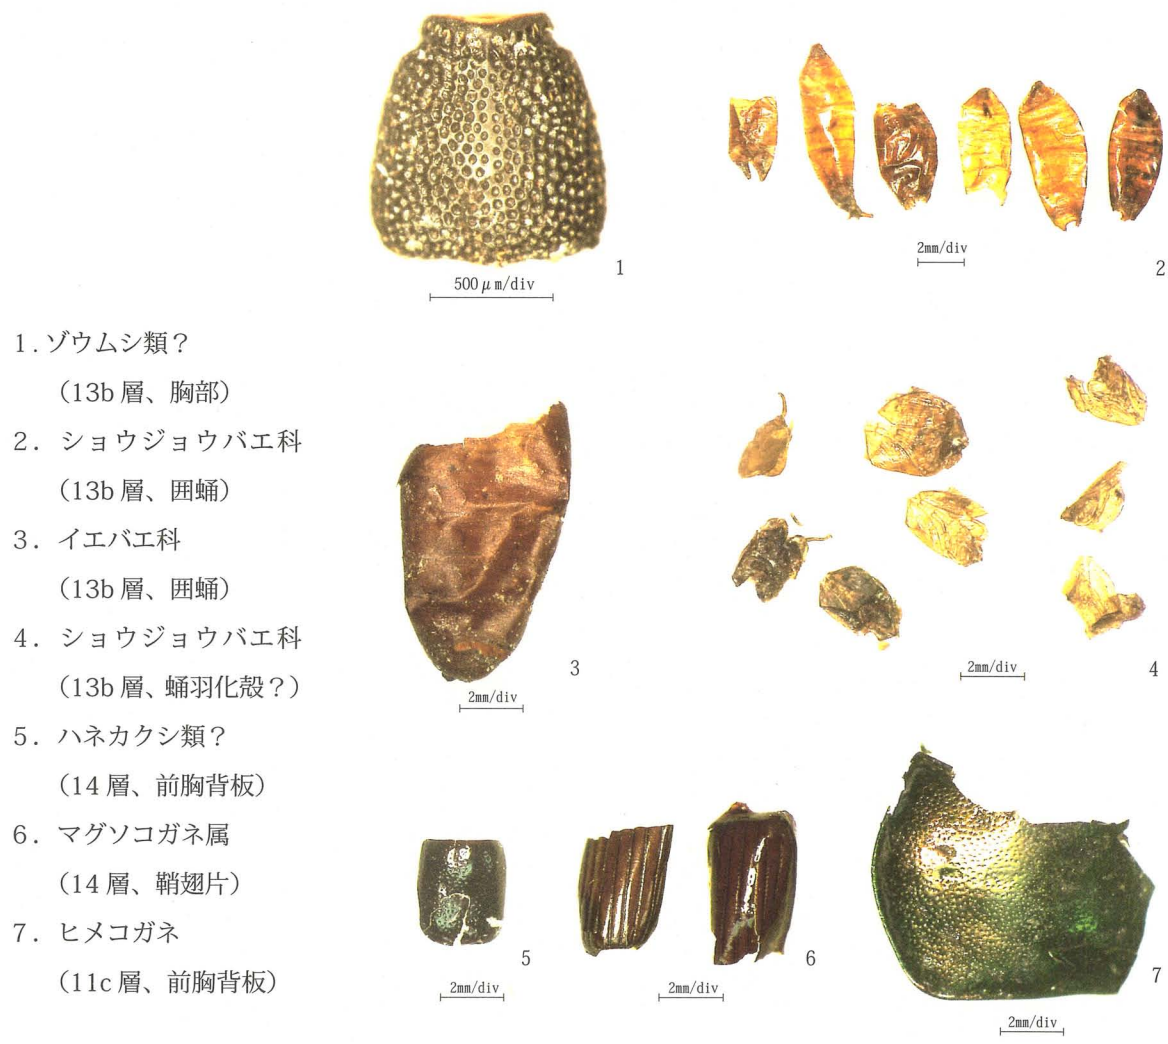 1
500μm/div
2mm/div
2
1.ゾウムシ類？
（13b 層、胸部）
2．ショウジョウバエ科
（13b 層、囲蛹）
3．イエバエ科
（13b 層、囲蛹）
4．ショウジョウバエ科
（13b 層、蛹羽化殻？）
5．ハネカクシ類？
（14 層、前胸背板）
6．マグソコガネ属
（14 層、鞘翅片）
7．ヒメコガネ
（11c 層、前胸背板）
3
2mm/div
4
2mm/div
5
2mm/div
6
2mm/div
7
2mm/div